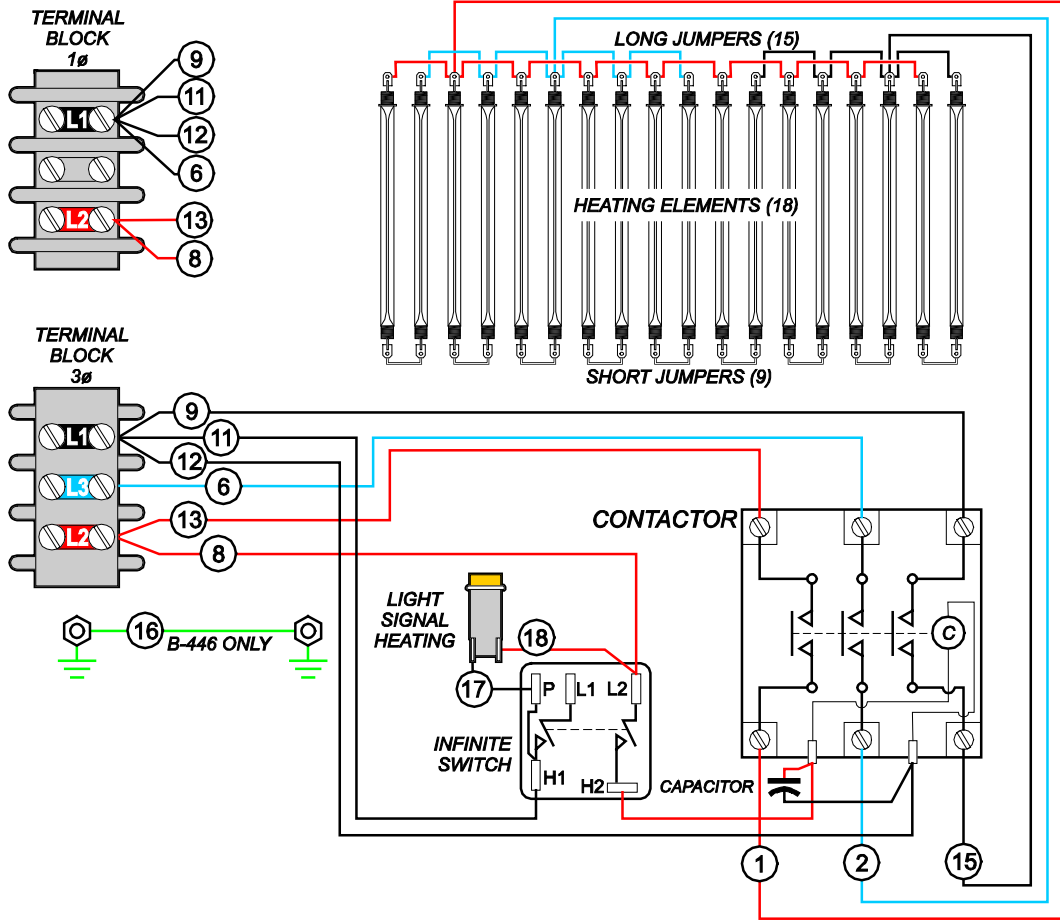 TERMINAL
BLOCK
1ø
L1
L2
9
11
12
6
13
8
LONG JUMPERS (15)
HEATING ELEMENTS (18)
SHORT JUMPERS (9)
TERMINAL
BLOCK
3ø
L1
L3
L2
9
11
12
6
13
8
CONTACTOR
C
16
B-446 ONLY
LIGHT
SIGNAL
HEATING
18
17
P
L1
L2
INFINITE
SWITCH
H1
H2
CAPACITOR
1
2
15